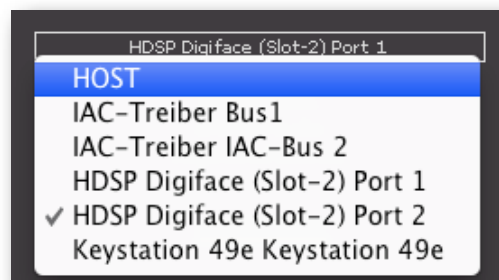 HDSP Digiface (Slot-2) Port 1
HOST
IAC-Treiber Bus1
IAC-Treiber IAC-Bus 2
HDSP Digiface (Slot-2) Port 1
✓ HDSP Digiface (Slot-2) Port 2
Keystation 49e Keystation 49e